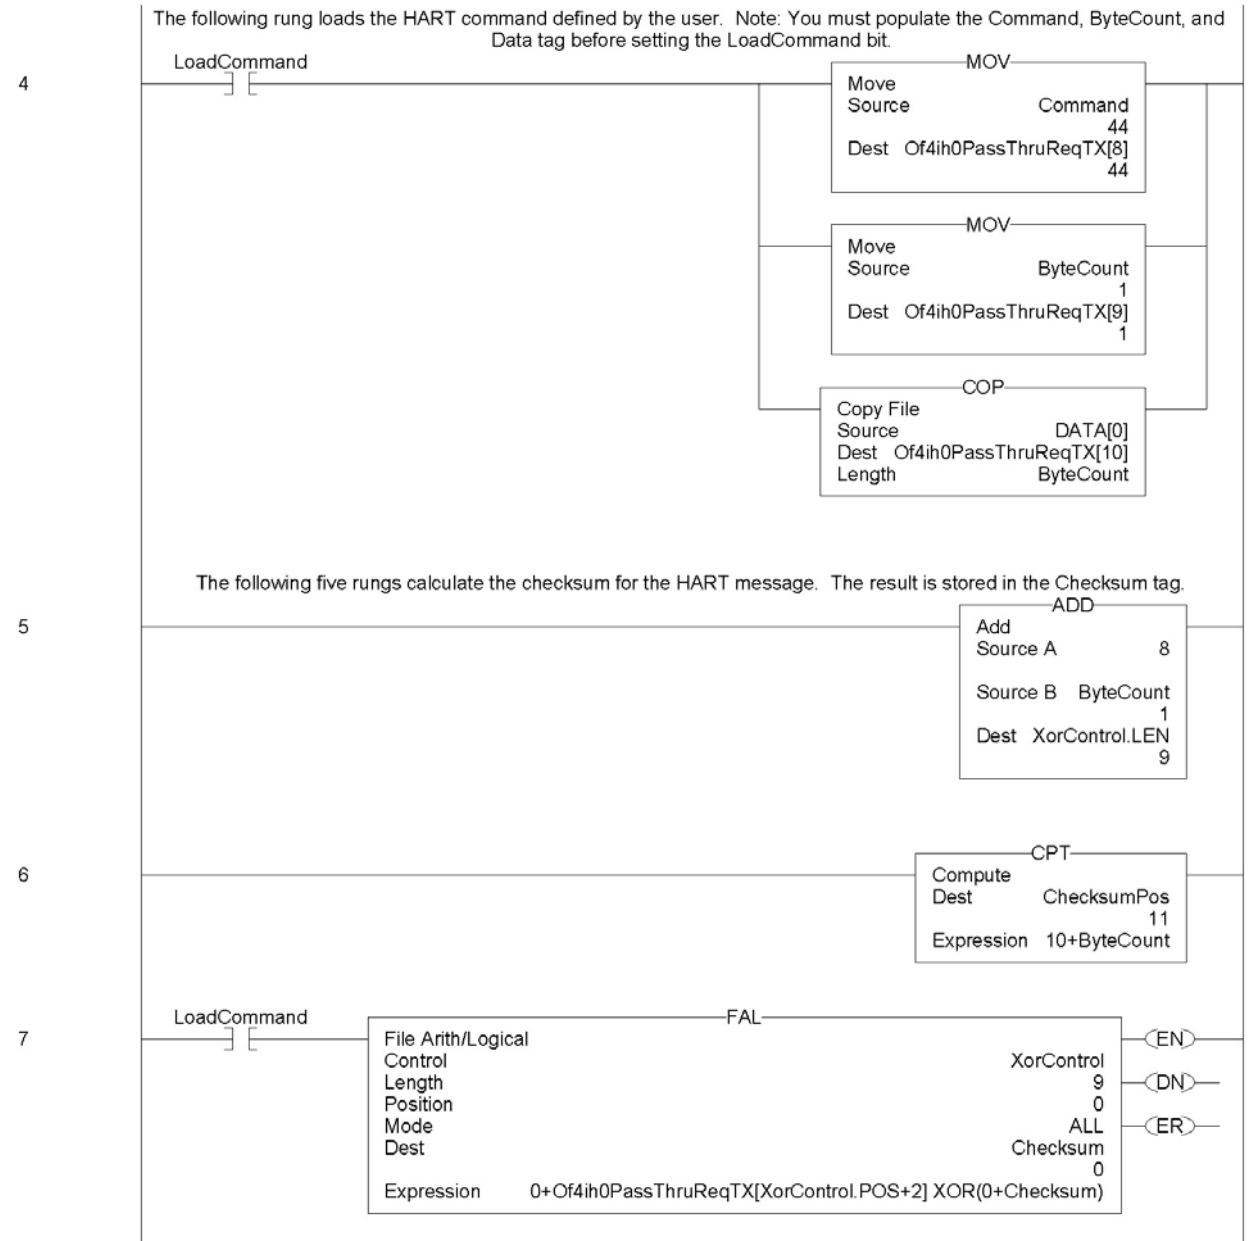 The following rung loads the HART command defined by the user.  Note: You must populate the Command, ByteCount, and
Data tag before setting the LoadCommand bit.
4
LoadCommand
MOV
Move
Source Command
44
Dest Of4ih0PassThruReqTX[8]
44
MOV
Move
Source ByteCount
1
Dest Of4ih0PassThruReqTX[9]
1
COP
Copy File
Source DATA[0]
Dest Of4ih0PassThruReqTX[10]
Length ByteCount
The following five rungs calculate the checksum for the HART message.  The result is stored in the Checksum tag.
5
ADD
Add
Source A 8
Source B ByteCount
1
Dest XorControl.LEN
9
6
CPT
Compute
Dest ChecksumPos
11
Expression 10+ByteCount
7
LoadCommand
FAL
File Arith/Logical
Control XorControl
Length 9
Position 0
Mode ALL
Dest Checksum
0
Expression 0+Of4ih0PassThruReqTX[XorControl.POS+2] XOR(0+Checksum)
EN
DN
ER